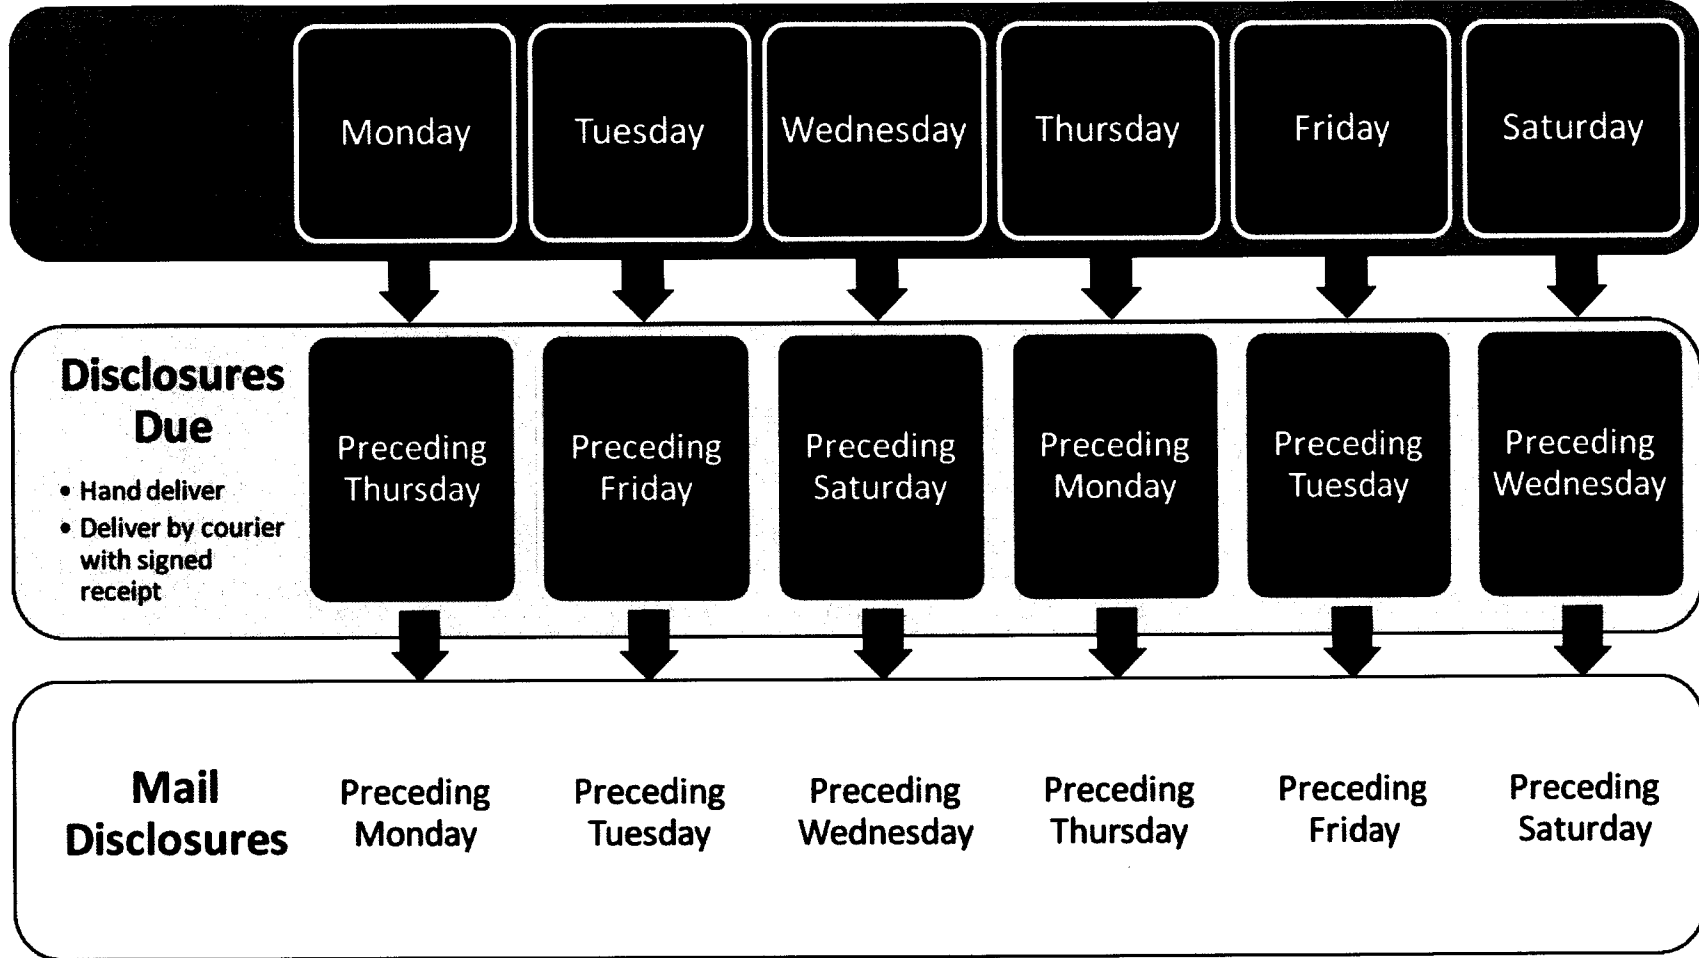 Monday
Tuesday
Wednesday
Thursday
Friday
Saturday
Disclosures
Due
• Hand deliver
• Deliver by courier
with signed
receipt
Preceding
Thursday
Preceding
Friday
Preceding
Saturday
Preceding
Monday
Preceding
Tuesday
Preceding
Wednesday
Mail
Disclosures
Preceding
Monday
Preceding
Tuesday
Preceding
Wednesday
Preceding
Thursday
Preceding
Friday
Preceding
Saturday